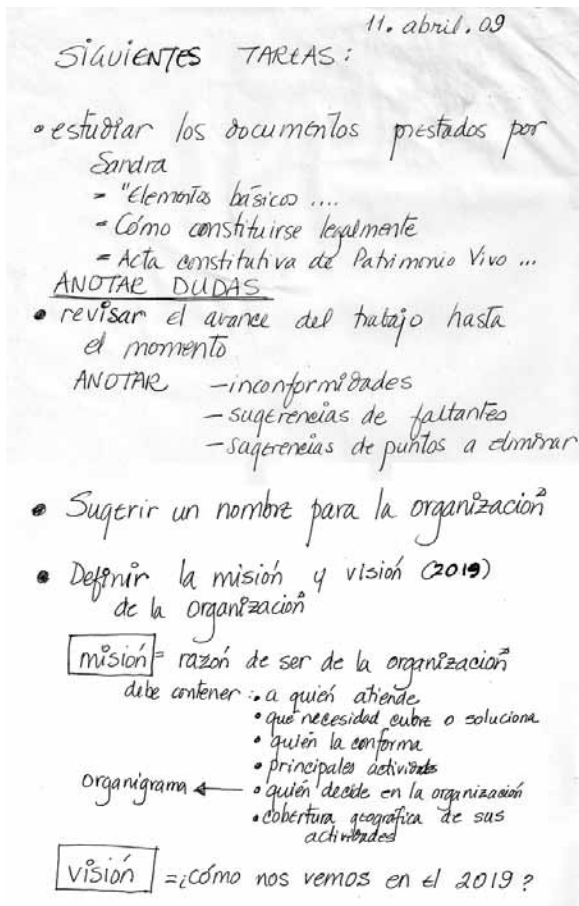 11. abril. 09
SIGUIENTES TAREAS:
• estudiar los documentos prestados por
Sandra
- "Elementos básicos ....
- Cómo constituirse legalmente
- Acta constitutiva de Patrimonio Vivo ...
ANOTAR DUDAS
• revisar el avance del trabajo hasta
el momento
ANOTAR - inconformidades
- sugerencias de faltantes
- sugerencias de puntos a eliminar
• Sugerir un nombre para la organización
• Definir la misión y visión (2019)
de la organización
misión = razón de ser de la organización
debe contener: • a quién atiende
• qué necesidad cubre o soluciona
• quién la conforma
• principales actividades
organigrama ← • quién decide en la organización
• cobertura geográfica de sus
actividades
visión = ¿cómo nos vemos en el 2019?